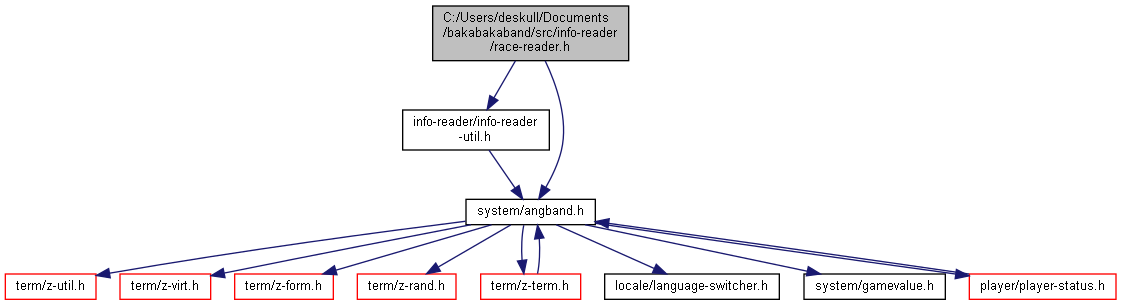 C:/Users/deskull/Documents
/bakabakaband/src/info-reader
/race-reader.h
info-reader/info-reader
-util.h
system/angband.h
term/z-util.h
term/z-virt.h
term/z-form.h
term/z-rand.h
term/z-term.h
locale/language-switcher.h
system/gamevalue.h
player/player-status.h